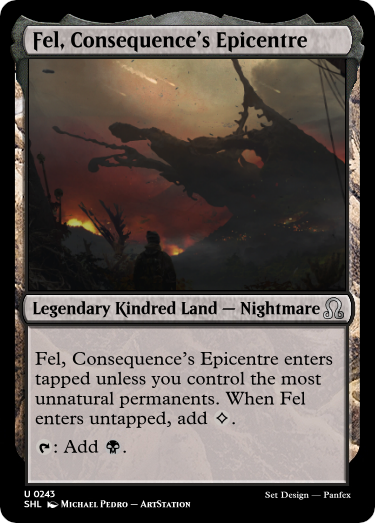 Fel, Consequence's Epicentre
Legendary Kindred Land — Nightmare
Fel, Consequence's Epicentre enters
tapped unless you control the most
unnatural permanents. When Fel
enters untapped, add.
: Add.
U 0243
SHL Michael Pedro — ArtStation
Set Design — Panfex